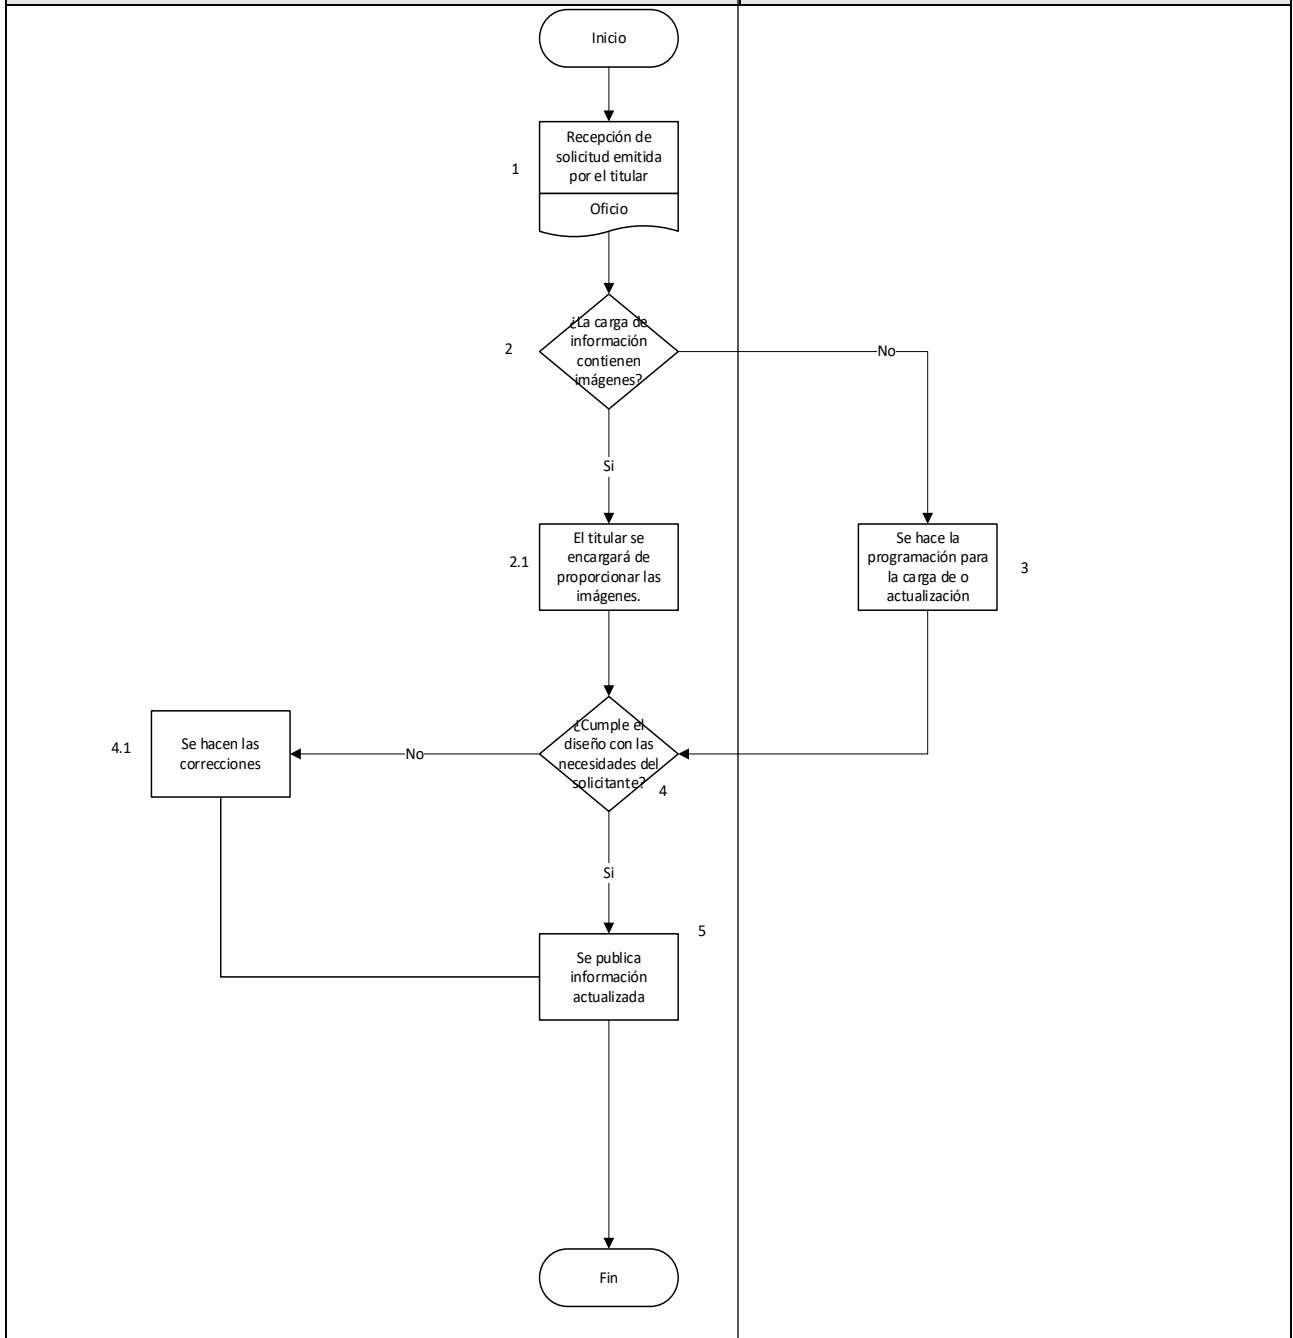 Inicio
Recepción de
solicitud emitida
por el titular
1
Oficio
¿La carga de
información
contienen
imágenes?
2
No
Si
El titular se
encargará de
proporcionar las
imágenes.
2.1
Se hace la
programación para
la carga de o
actualización
3
¿Cumple el
diseño con las
necesidades del
solicitante?
4
No
Se hacen las
correcciones
4.1
Si
5
Se publica
información
actualizada
Fin